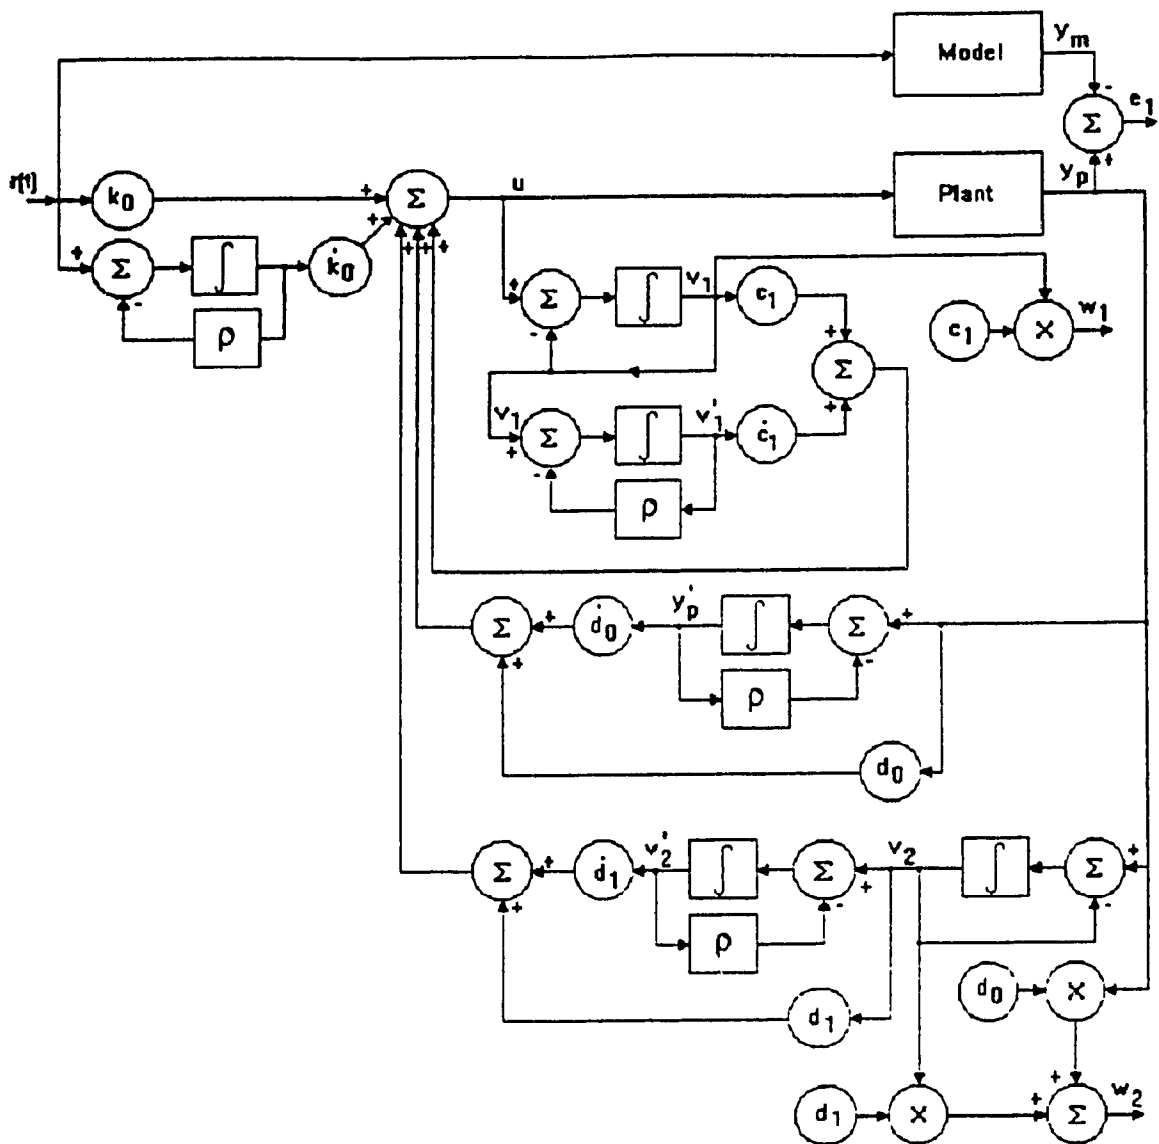 Model
y_m
-
e_1
Σ
+
y_p
Plant
r[t]
k_0
+
Σ
u
+
+ + +
+
Σ
∫
k̇_0
-
ρ
+
Σ
∫
v_1
c_1
-
+
Σ
+
c_1
X
w_1
v_1
+
Σ
∫
v_1'
ċ_1
-
ρ
Σ
+
+
ḋ_0
y_p'
∫
Σ
+
-
ρ
d_0
Σ
+
+
ḋ_1
v_2'
∫
Σ
+
-
ρ
v_2
∫
Σ
+
-
d_1
d_0
X
d_1
X
+
+
Σ
w_2